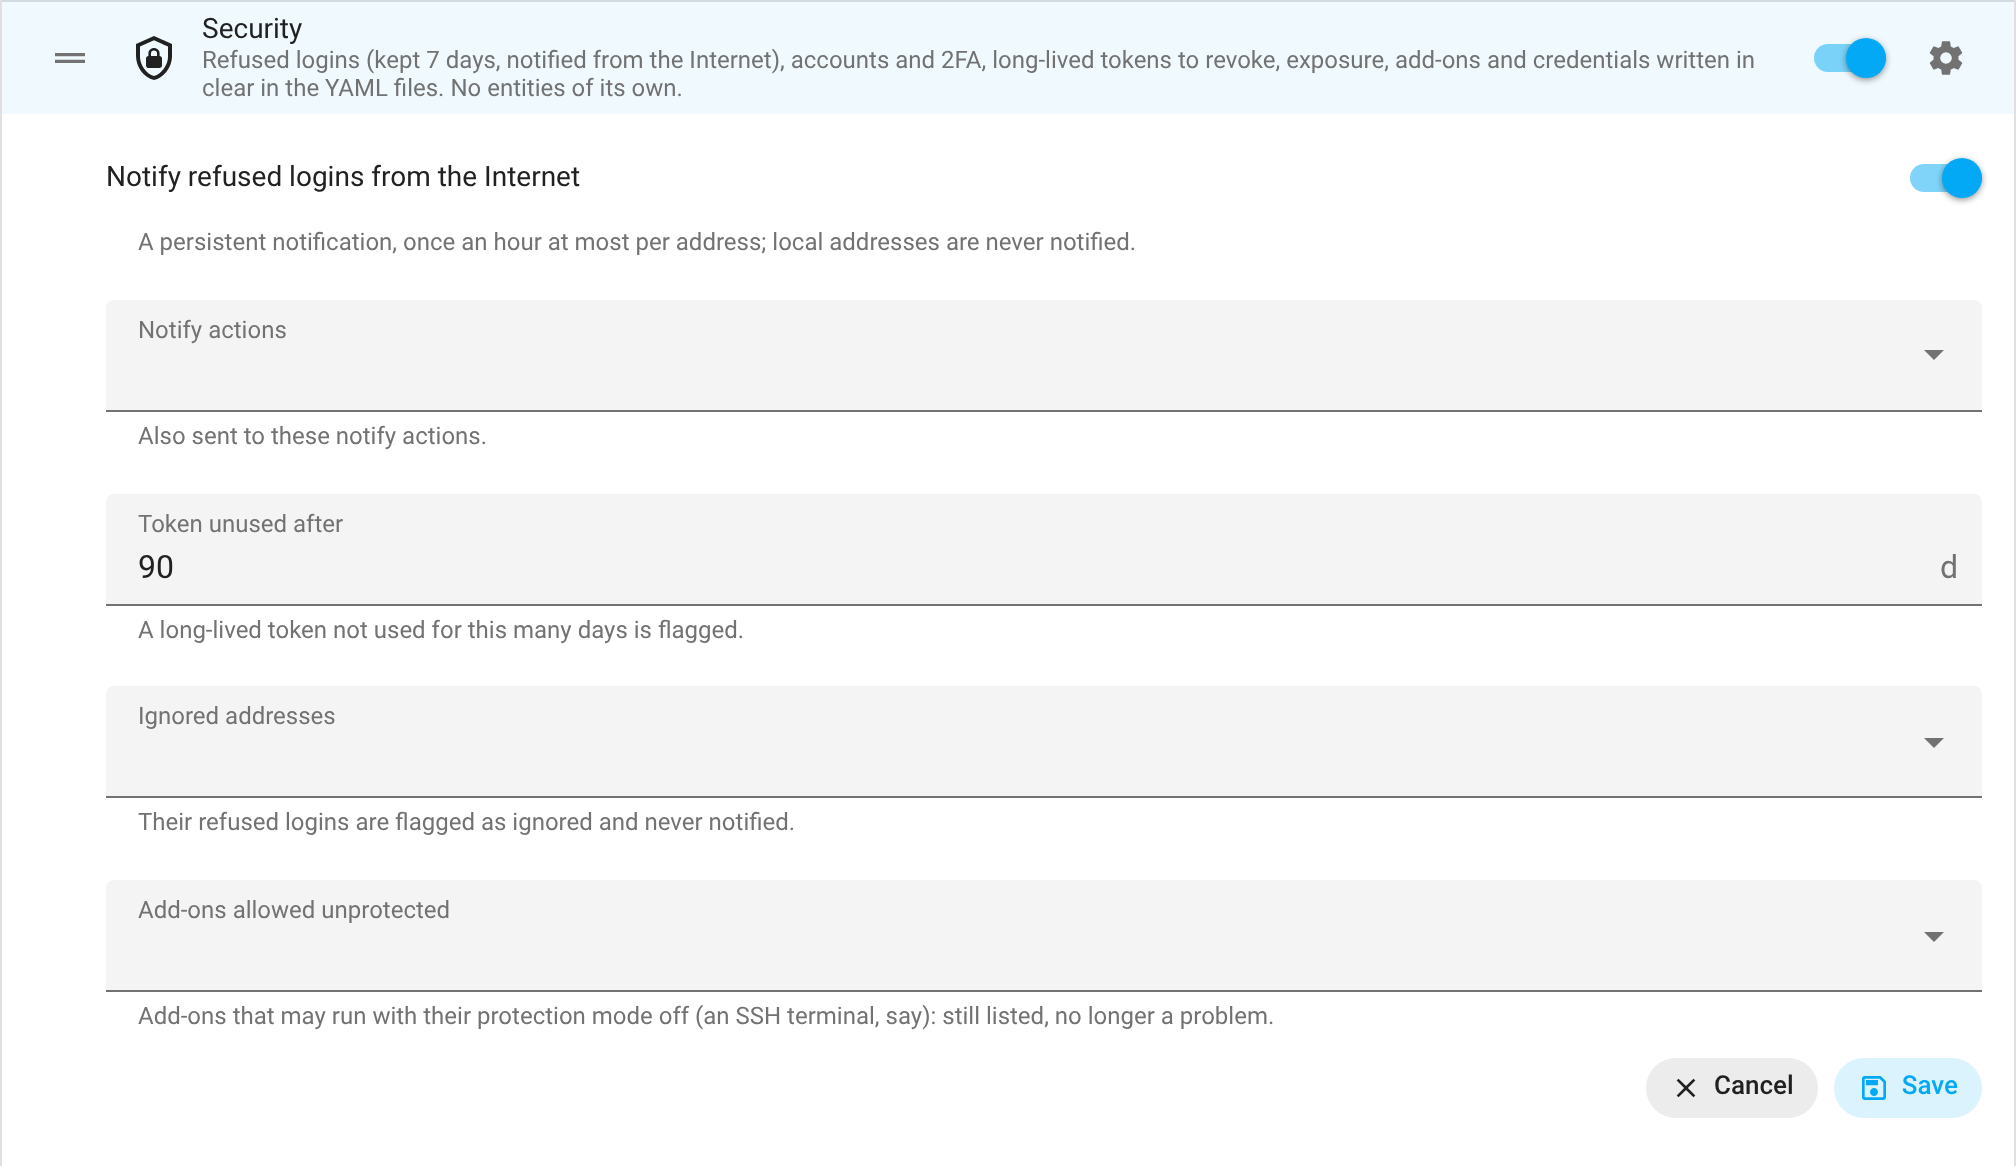 Security
Refused logins (kept 7 days, notified from the Internet), accounts and 2FA, long-lived tokens to revoke, exposure, add-ons and credentials written in
clear in the YAML files. No entities of its own.
Notify refused logins from the Internet
A persistent notification, once an hour at most per address; local addresses are never notified.
Notify actions
Also sent to these notify actions.
Token unused after
90 d
A long-lived token not used for this many days is flagged.
Ignored addresses
Their refused logins are flagged as ignored and never notified.
Add-ons allowed unprotected
Add-ons that may run with their protection mode off (an SSH terminal, say): still listed, no longer a problem.
Cancel Save